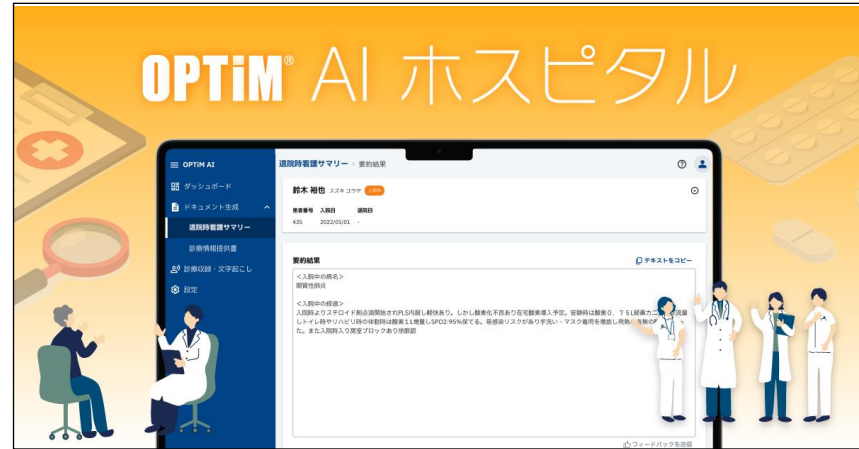 OPTiM® AI ホスピタル
OPTiM AI
ダッシュボード
ドキュメント生成
退院時看護サマリー
診療情報提供書
診療収録・文字起こし
設定
退院時看護サマリー 要約結果
鈴木 裕也 スズキ ユウヤ 入院中
患者番号 入院日 退院日
435 2022/01/01 -
要約結果
テキストをコピー
<入院中の病名>
間質性肺炎
<入院中の経過>
入院時よりステロイド剤点滴開始されPLS内服し軽快あり。しかし酸素化不良あり在宅酸素導入予定。安静時は酸素0．75L経鼻カニ
流量
しトイレ時やリハビリ時の体動時は酸素1L増量しSPO2:95%保てる。易感染リスクがあり手洗い・マスク着用を徹底し発熱
た。また入院時入り房室ブロックあり
フィードバックを送信